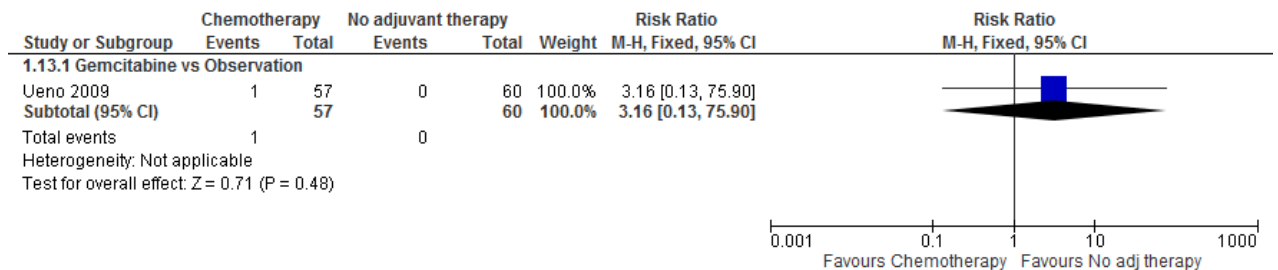 Chemotherapy No adjuvant therapy Risk Ratio Risk Ratio
Study or Subgroup Events Total Events Total Weight M-H, Fixed, 95% CI M-H, Fixed, 95% CI
1.13.1 Gemcitabine vs Observation
Ueno 2009 1 57 0 60 100.0% 3.16 [0.13, 75.90]
Subtotal (95% CI) 57 60 100.0% 3.16 [0.13, 75.90]
Total events 1 0
Heterogeneity: Not applicable
Test for overall effect: Z = 0.71 (P = 0.48)
0.001 0.1 1 10 1000
Favours Chemotherapy Favours No adj therapy